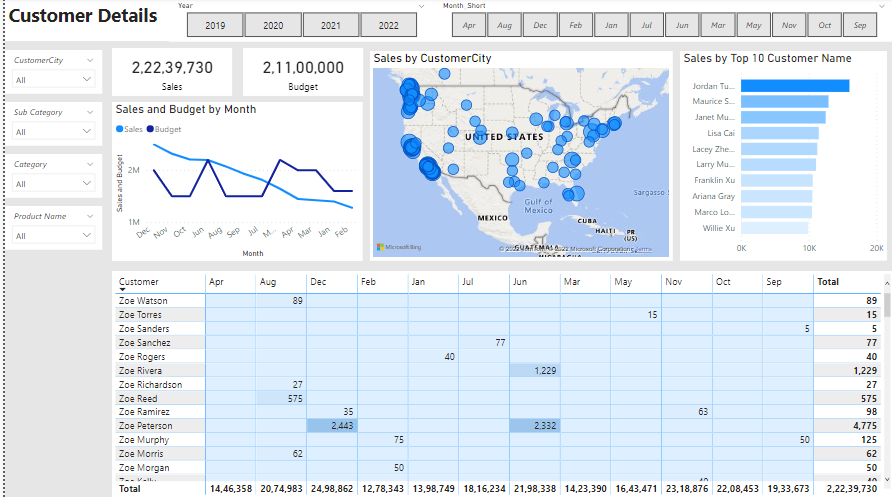 Customer Details
Year
2019 2020 2021 2022
Month_Short
Apr Aug Dec Feb Jan Jul Jun Mar May Nov Oct Sep
CustomerCity
All
Sub Category
All
Category
All
Product Name
All
2,22,39,730
Sales
2,11,00,000
Budget
Sales and Budget by Month
Sales Budget
Sales and Budget
2M
1M
Dec Nov Oct Jun Aug Sep Jul M... Apr Mar Jan Feb
Month
Sales by CustomerCity
UNITED STATES
Gulf of
Mexico
Sargasso
MEXICO
CUBA
HAITI
PR
(US)
GUATEMALA
NICARAGUA
Microsoft Bing
Microsoft Corporation Terms
Sales by Top 10 Customer Name
Jordan Tu...
Maurice S...
Janet Mu...
Lisa Cai
Lacey Zhe...
Larry Mu...
Franklin Xu
Ariana Gray
Marco Lo...
Willie Xu
0K 10K 20K
Customer Apr Aug Dec Feb Jan Jul Jun Mar May Nov Oct Sep Total
Zoe Watson 89 89
Zoe Torres 15 15
Zoe Sanders 5 5
Zoe Sanchez 77 77
Zoe Rogers 40 40
Zoe Rivera 1,229 1,229
Zoe Richardson 27 27
Zoe Reed 575 575
Zoe Ramirez 35 63 98
Zoe Peterson 2,443 2,332 4,775
Zoe Murphy 75 50 125
Zoe Morris 62 62
Zoe Morgan 50 50
Zoe Kelly 40 40
Total 14,46,358 20,74,983 24,98,862 12,78,343 13,98,749 18,16,234 21,98,338 14,23,390 16,43,471 23,18,876 22,08,453 19,33,673 2,22,39,730